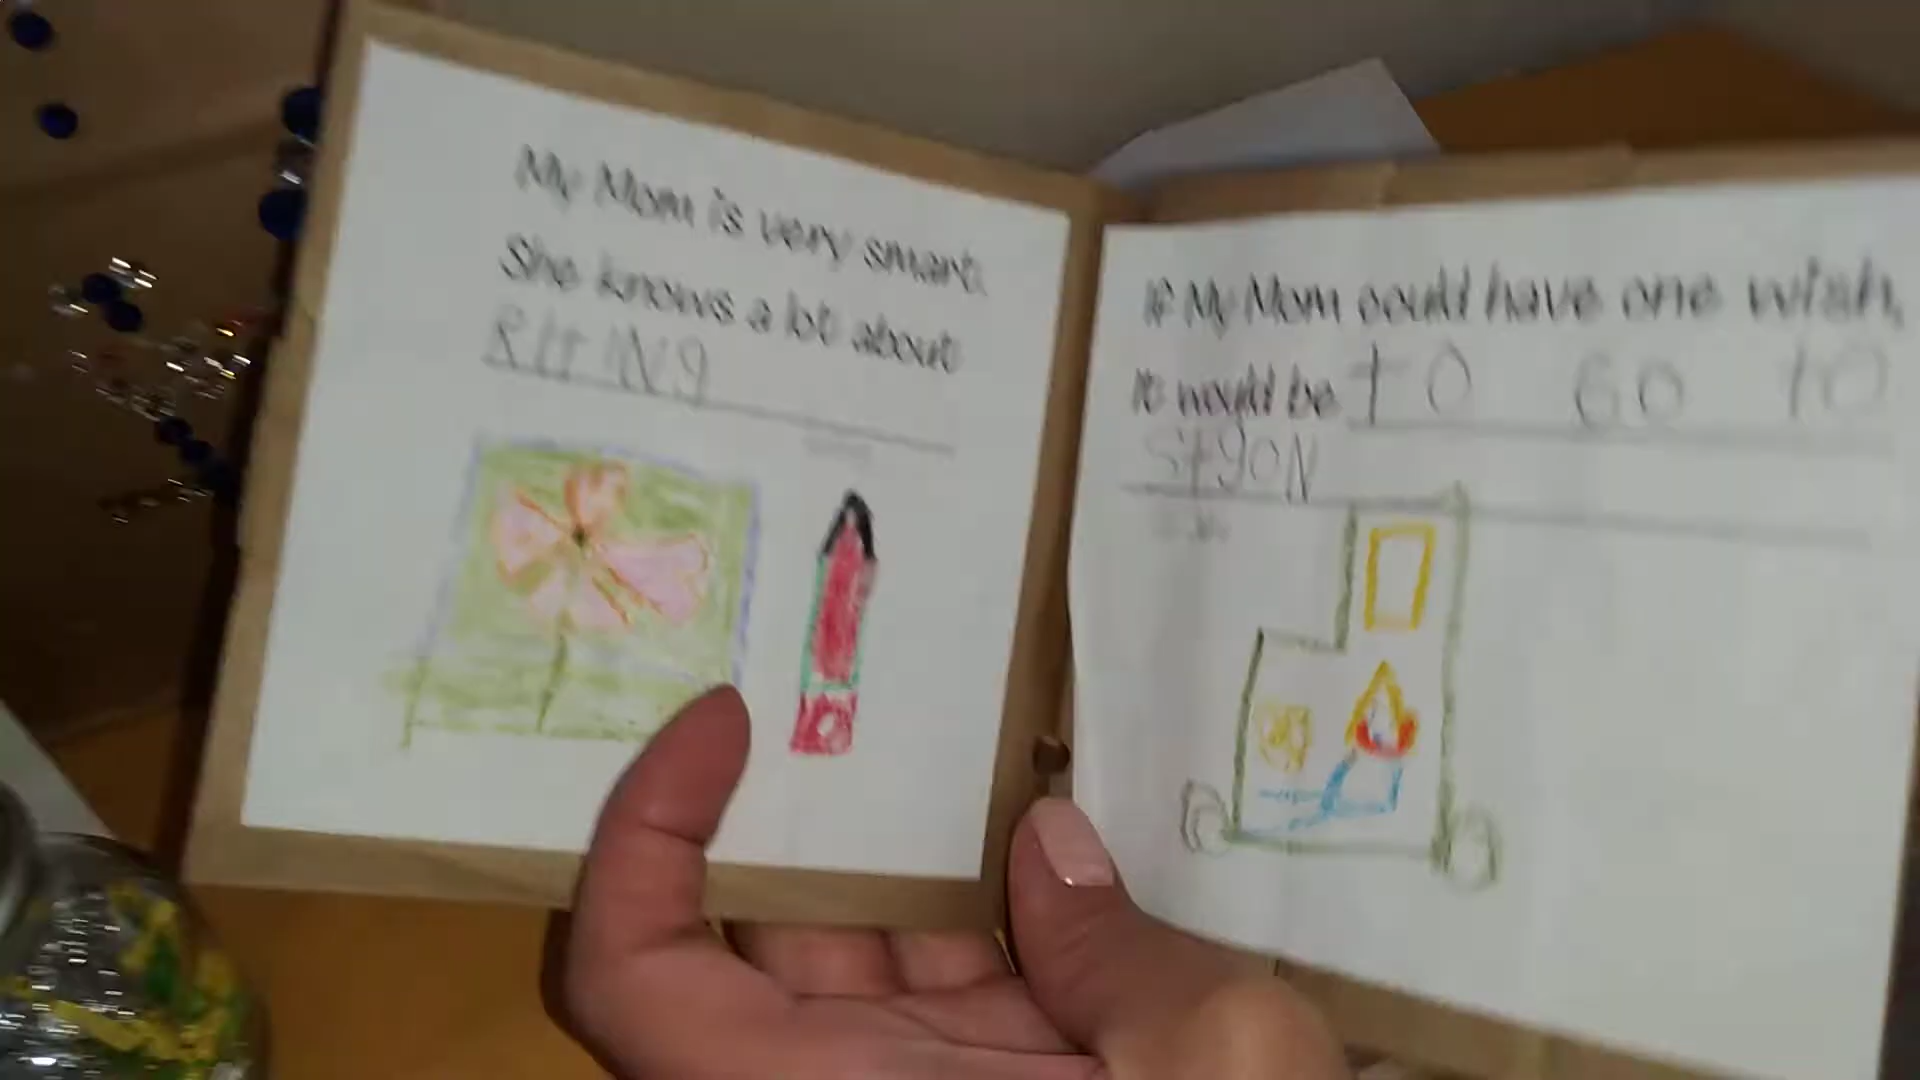 My Mom is very smart.
She knows a lot about
RItINg
If My Mom could have one wish,
It would be tO GO tO
StgON